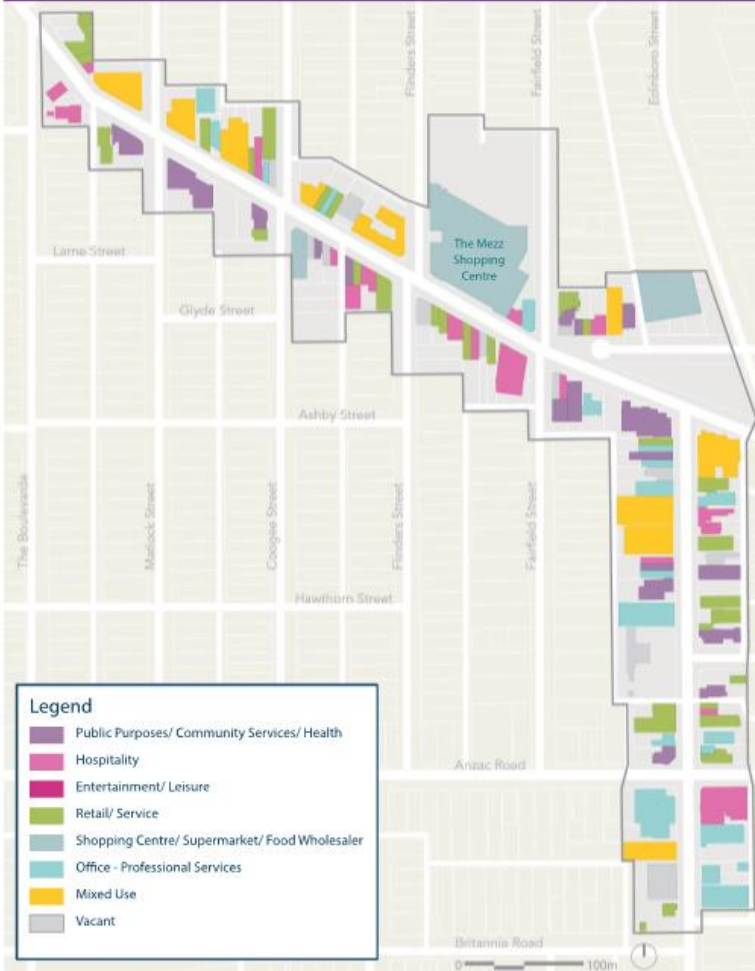 Flinders Street
Fairfield Street
Edinboro Street
The Mezz
Shopping
Centre
Larne Street
Glyde Street
Ashby Street
The Boulevarde
Matlock Street
Coogee Street
Flinders Street
Fairfield Street
Hawthorn Street
Legend
Public Purposes/ Community Services/ Health
Hospitality
Entertainment/ Leisure
Retail/ Service
Shopping Centre/ Supermarket/ Food Wholesaler
Office - Professional Services
Mixed Use
Vacant
Anzac Road
Britannia Road
0 100m